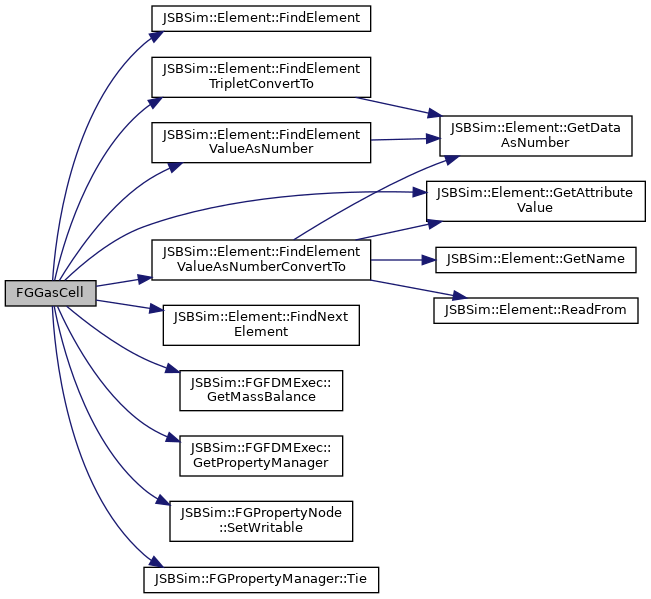 FGGasCell
JSBSim::Element::FindElement
JSBSim::Element::FindElement
TripletConvertTo
JSBSim::Element::FindElement
ValueAsNumber
JSBSim::Element::FindElement
ValueAsNumberConvertTo
JSBSim::Element::FindNext
Element
JSBSim::FGFDMExec::
GetMassBalance
JSBSim::FGFDMExec::
GetPropertyManager
JSBSim::FGPropertyNode
::SetWritable
JSBSim::FGPropertyManager::Tie
JSBSim::Element::GetData
AsNumber
JSBSim::Element::GetAttribute
Value
JSBSim::Element::GetName
JSBSim::Element::ReadFrom